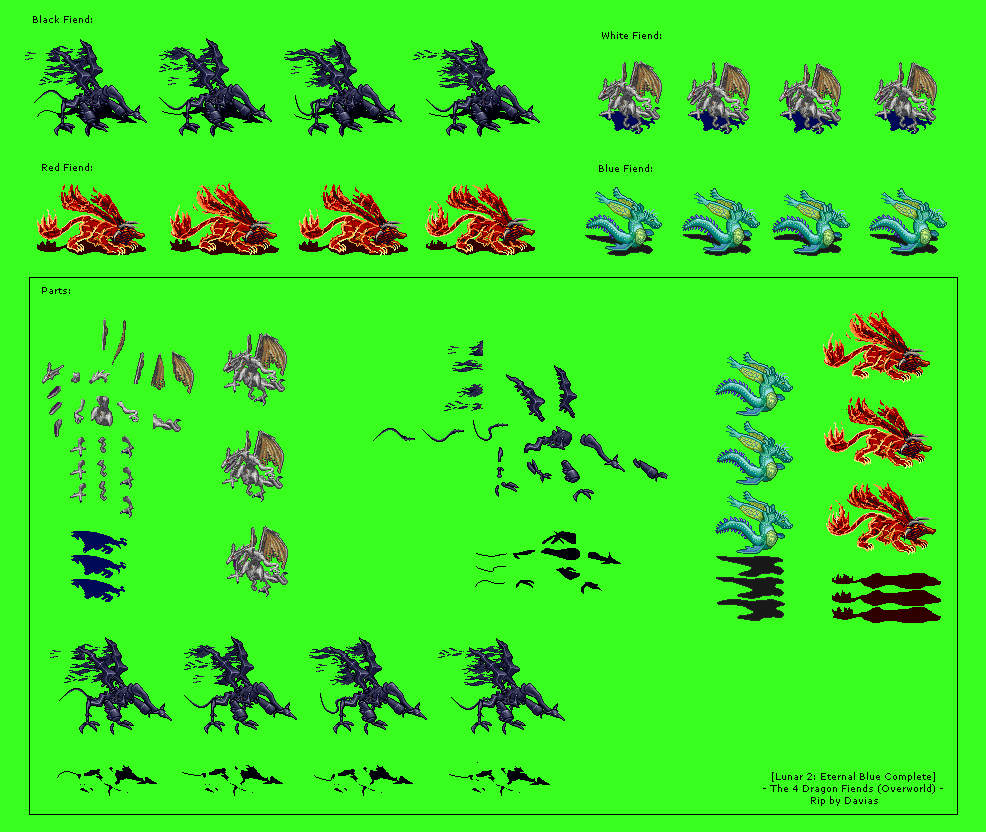 Black Fiend:
White Fiend:
Red Fiend:
Blue Fiend:
Parts:
[Lunar 2: Eternal Blue Complete]
- The 4 Dragon Fiends (Overworld) -
Rip by Davias